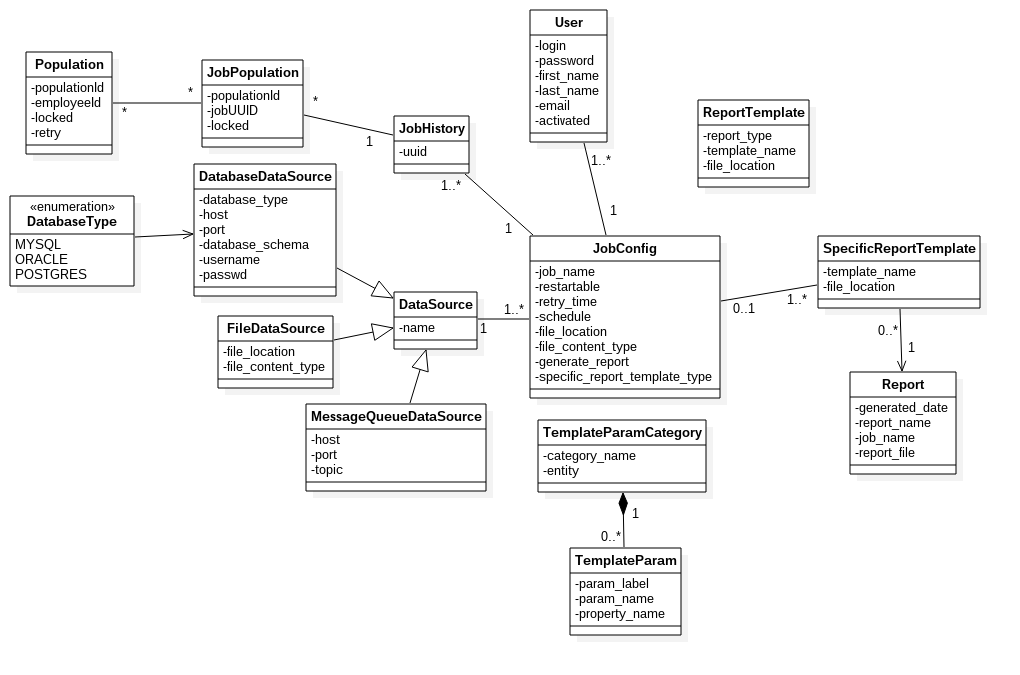 User
-login
-password
-first_name
-last_name
-email
-activated
Population
-populationId
-employeeId
-locked
-retry
*
*
JobPopulation
-populationId
-jobUUID
-locked
*
1
JobHistory
-uuid
1..*
1
1..*
1
ReportTemplate
-report_type
-template_name
-file_location
«enumeration»
DatabaseType
MYSQL
ORACLE
POSTGRES
DatabaseDataSource
-database_type
-host
-port
-database_schema
-username
-passwd
FileDataSource
-file_location
-file_content_type
DataSource
-name
1..*
1
MessageQueueDataSource
-host
-port
-topic
JobConfig
-job_name
-restartable
-retry_time
-schedule
-file_location
-file_content_type
-generate_report
-specific_report_template_type
0..1
1..*
SpecificReportTemplate
-template_name
-file_location
0..*
1
Report
-generated_date
-report_name
-job_name
-report_file
TemplateParamCategory
-category_name
-entity
1
0..*
TemplateParam
-param_label
-param_name
-property_name